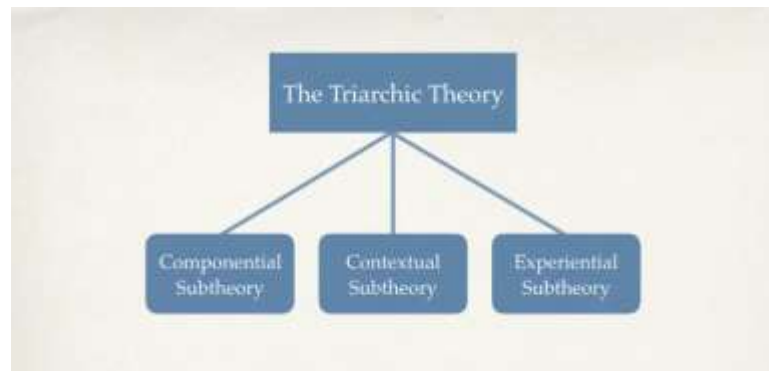 The Triarchic Theory
Componential
Subtheory
Contextual
Subtheory
Experiential
Subtheory